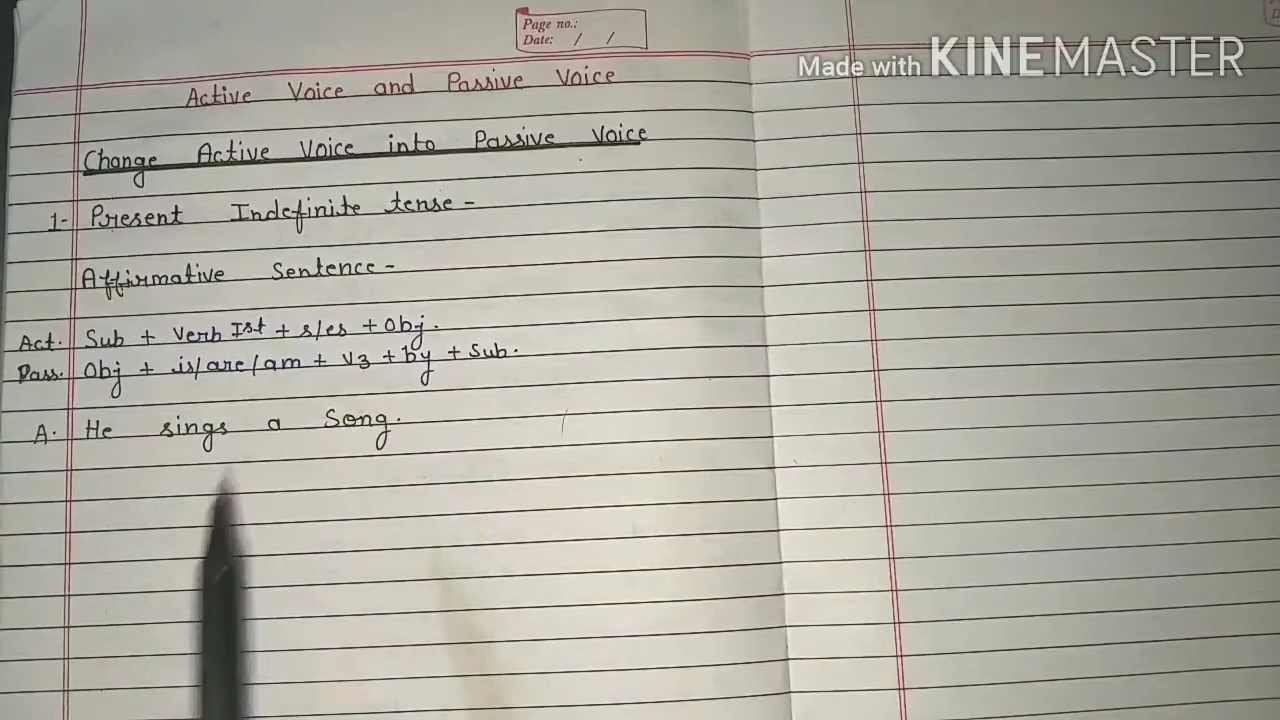 Page no.:
Date: / /
Made with KINEMASTER
Active Voice and Passive Voice
Change Active Voice into Passive Voice
1- Present Indefinite tense -
Affirmative Sentence -
Act. Sub + Verb Ist + s/es + Obj.
Pass. Obj + is/are/am + V3 + by + Sub.
A. He sings a Song.